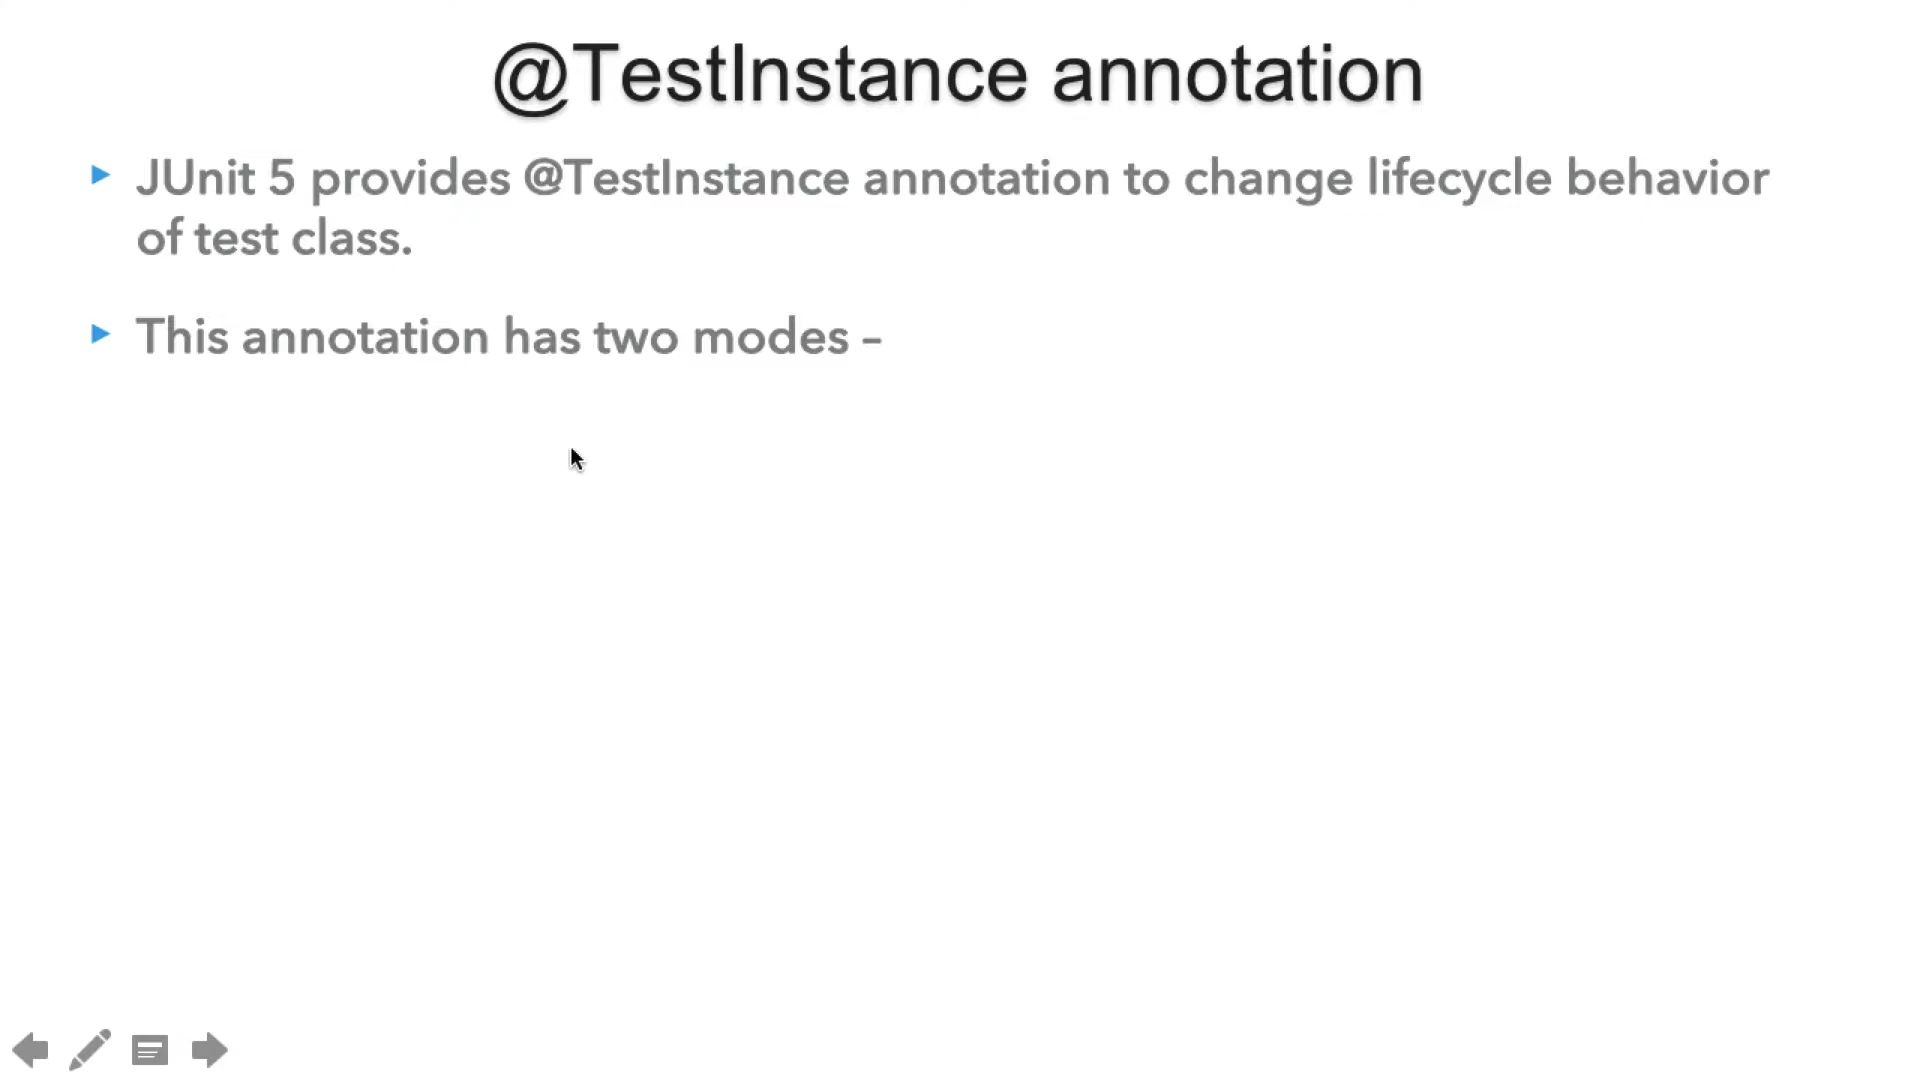 @TestInstance annotation
JUnit 5 provides @TestInstance annotation to change lifecycle behavior
of test class.
This annotation has two modes –